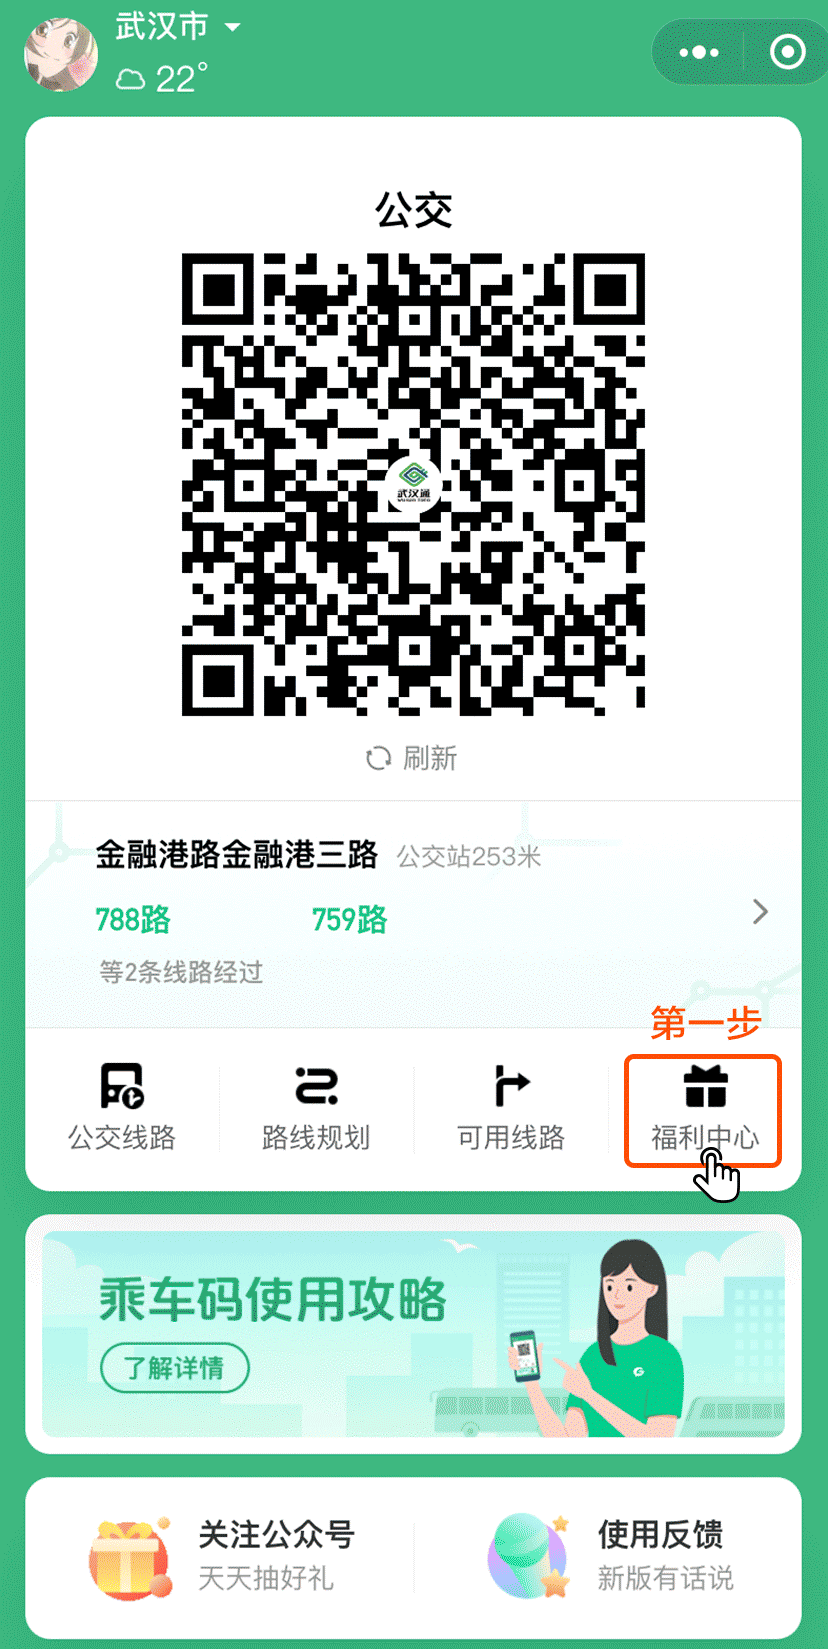 武汉市
22°
公交
武汉通
刷新
金融港路金融港三路 公交站253米
788路 759路
等2条线路经过
第一步
公交线路 路线规划 可用线路 福利中心
乘车码使用攻略
了解详情
关注公众号 使用反馈
天天抽好礼 新版有话说